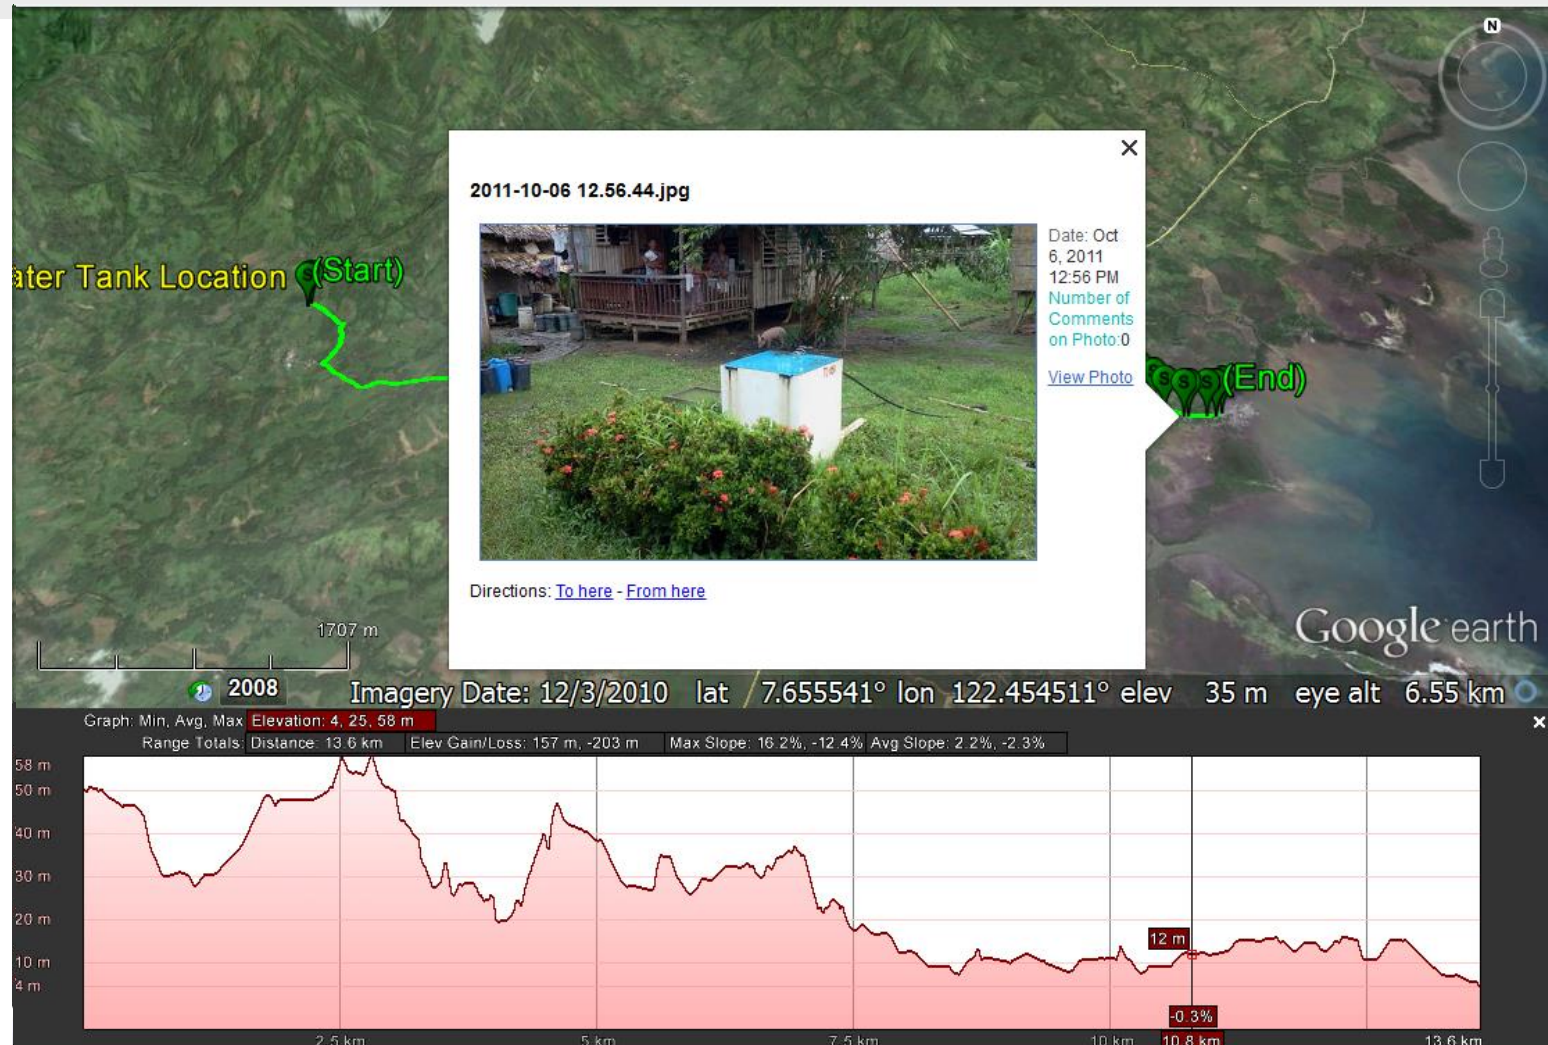 N
2011-10-06 12.56.44.jpg
Date: Oct
6, 2011
12:56 PM
Number of
Comments
on Photo:0
View Photo
ater Tank Location
(Start)
S
S
S
S
(End)
Directions: To here - From here
1707 m
Google earth
2008
Imagery Date: 12/3/2010 lat 7.655541° lon 122.454511° elev 35 m eye alt 6.55 km
Graph: Min, Avg, Max Elevation: 4, 25, 58 m
Range Totals: Distance: 13.6 km Elev Gain/Loss: 157 m, -203 m Max Slope: 16.2%, -12.4% Avg Slope: 2.2%, -2.3%
58 m
50 m
40 m
30 m
20 m
12 m
10 m
4 m
-0.3%
2.5 km 5 km 7.5 km 10 km 10.8 km 13.6 km